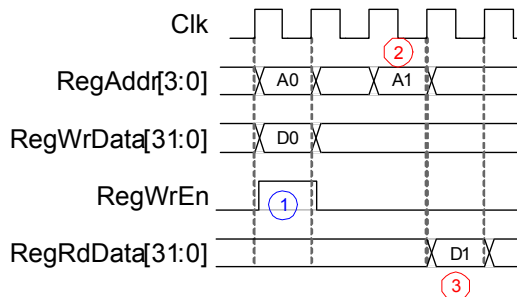 Clk
2
RegAddr[3:0] A0 A1
RegWrData[31:0] D0
RegWrEn 1
RegRdData[31:0] D1
3